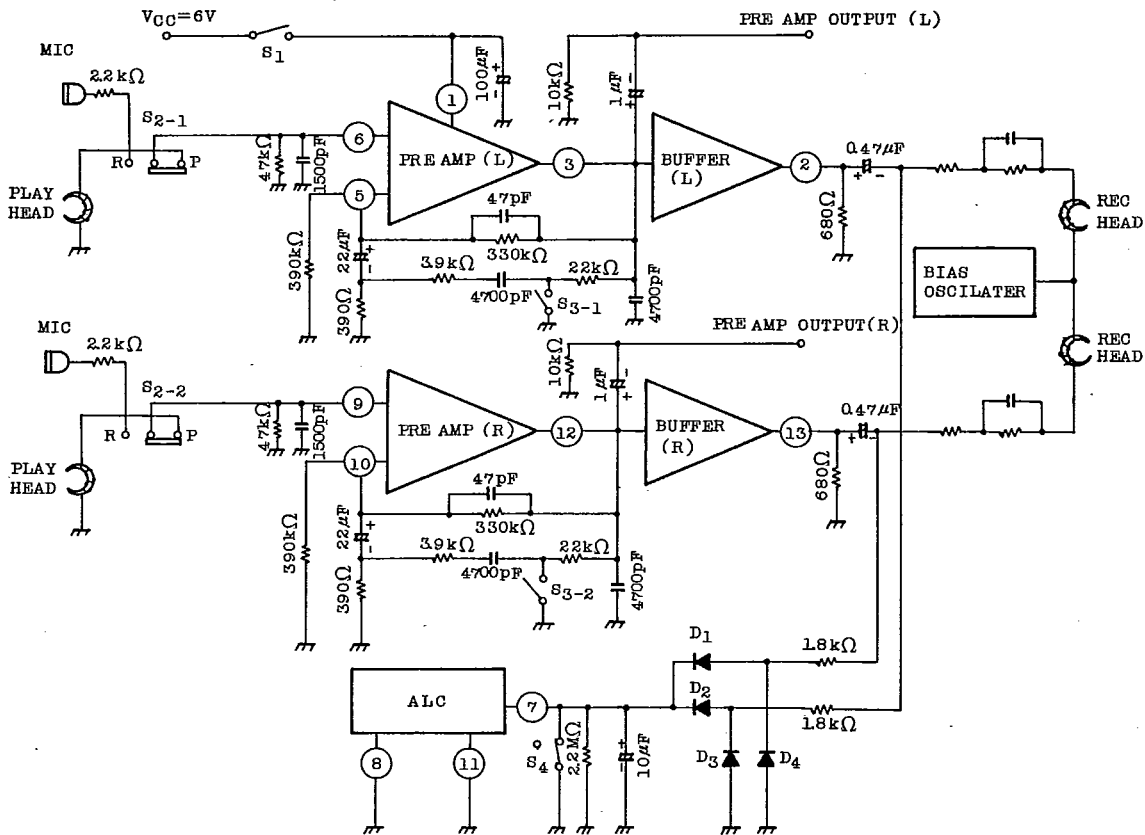 VCC=6V
S1
PRE AMP OUTPUT (L)
MIC
2.2kΩ
100μF
+
-
10kΩ
1μF
-
+
1
S2-1
R
P
6
47kΩ
1500pF
PRE AMP (L)
3
BUFFER
(L)
2
0.47μF
+ -
PLAY
HEAD
5
47pF
330kΩ
680Ω
REC
HEAD
390kΩ
22μF
+
-
3.9kΩ
4700pF
22kΩ
S3-1
4700pF
390Ω
BIAS
OSCILATER
MIC
2.2kΩ
PRE AMP OUTPUT(R)
10kΩ
1μF
-
+
REC
HEAD
S2-2
R
P
9
47kΩ
1500pF
PRE AMP (R)
12
BUFFER
(R)
13
0.47μF
+ -
PLAY
HEAD
10
47pF
330kΩ
680Ω
390kΩ
22μF
+
-
3.9kΩ
4700pF
22kΩ
S3-2
4700pF
390Ω
D1
1.8kΩ
ALC
7
D2
1.8kΩ
8
11
S4
2.2MΩ
10μF
+
-
D3
D4